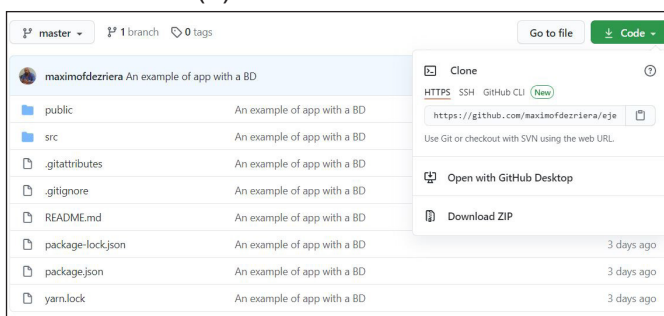 master 1 branch 0 tags Go to file Code
maximofdezriera An example of app with a BD
Clone
HTTPS SSH GitHub CLI New
https://github.com/maximofdezriera/eje
Use Git or checkout with SVN using the web URL.
Open with GitHub Desktop
Download ZIP
public An example of app with a BD
src An example of app with a BD
.gitattributes An example of app with a BD
.gitignore An example of app with a BD
README.md An example of app with a BD
package-lock.json An example of app with a BD 3 days ago
package.json An example of app with a BD 3 days ago
yarn.lock An example of app with a BD 3 days ago